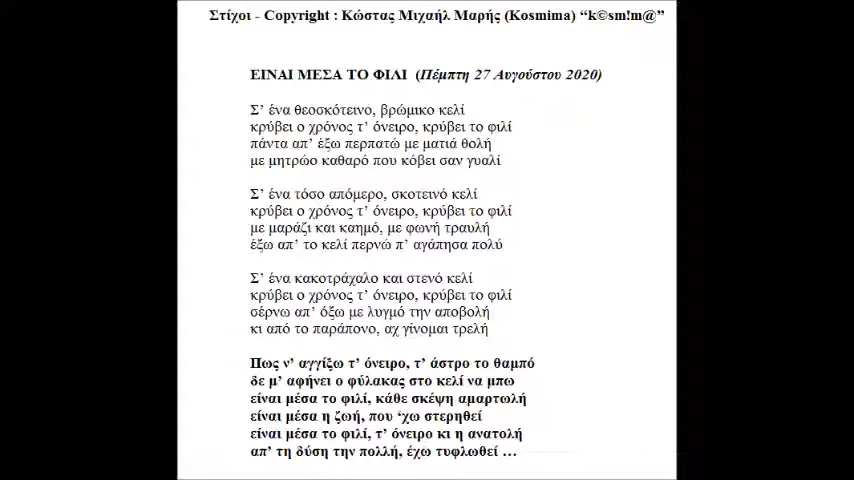 Στίχοι - Copyright : Κώστας Μιχαήλ Μαρής (Kosmima) “k©sm!m@”
ΕΙΝΑΙ ΜΕΣΑ ΤΟ ΦΙΛΙ (Πέμπτη 27 Αυγούστου 2020)
Σ’ ένα θεοσκότεινο, βρώμικο κελί
κρύβει ο χρόνος τ’ όνειρο, κρύβει το φιλί
πάντα απ’ έξω περπατώ με ματιά θολή
με μητρώο καθαρό που κόβει σαν γυαλί
Σ’ ένα τόσο απόμερο, σκοτεινό κελί
κρύβει ο χρόνος τ’ όνειρο, κρύβει το φιλί
με μαράζι και καημό, με φωνή τραυλή
έξω απ’ το κελί περνώ π’ αγάπησα πολύ
Σ’ ένα κακοτράχαλο και στενό κελί
κρύβει ο χρόνος τ’ όνειρο, κρύβει το φιλί
σέρνω απ’ όξω με λυγμό την αποβολή
κι από το παράπονο, αχ γίνομαι τρελή
Πως ν’ αγγίξω τ’ όνειρο, τ’ άστρο το θαμπό
δε μ’ αφήνει ο φύλακας στο κελί να μπω
είναι μέσα το φιλί, κάθε σκέψη αμαρτωλή
είναι μέσα η ζωή, που ‘χω στερηθεί
είναι μέσα το φιλί, τ’ όνειρο κι η ανατολή
απ’ τη δύση την πολλή, έχω τυφλωθεί …